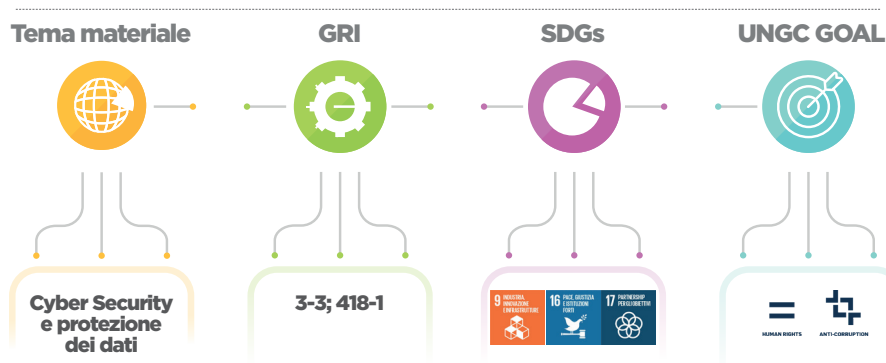 Tema materiale
GRI
SDGs
UNGC GOAL
Cyber Security
e protezione
dei dati
3-3; 418-1
9 INDUSTRIA,
INNOVAZIONE
E INFRASTRUTTURE
16 PACE, GIUSTIZIA
E ISTITUZIONI
FORTI
17 PARTNERSHIP
PER GLI OBIETTIVI
HUMAN RIGHTS
ANTI-CORRUPTION